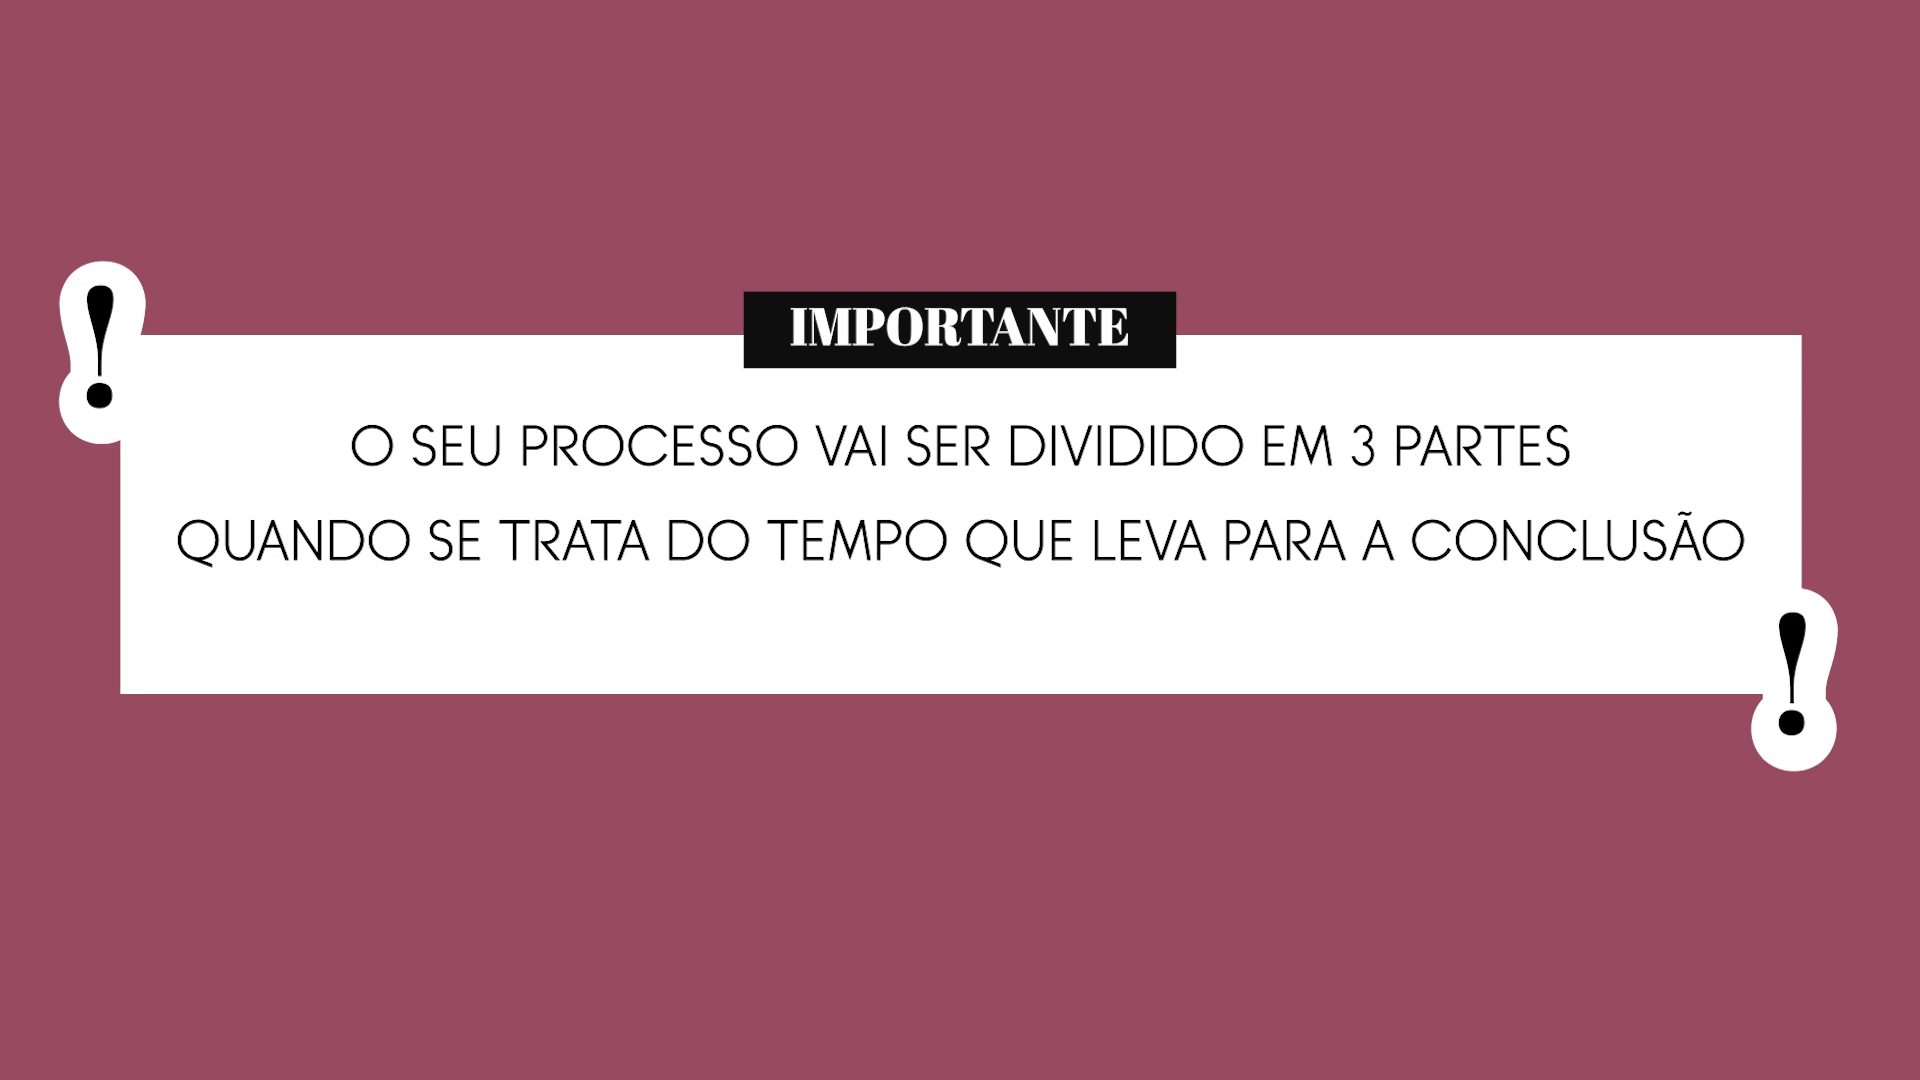 !
IMPORTANTE
O SEU PROCESSO VAI SER DIVIDIDO EM 3 PARTES
QUANDO SE TRATA DO TEMPO QUE LEVA PARA A CONCLUSÃO
!